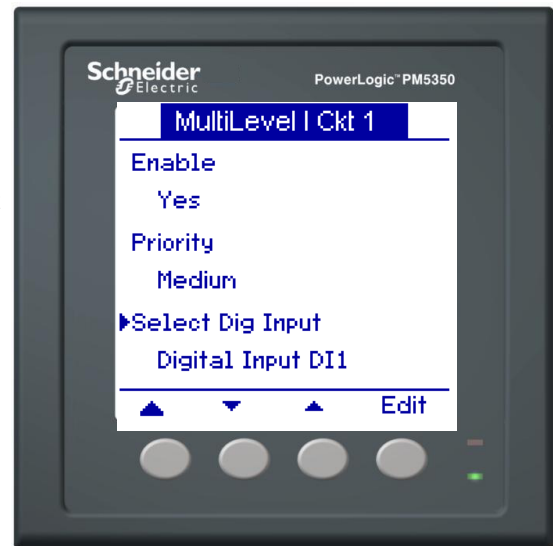 Schneider
Electric
PowerLogic™ PM5350
MultiLevel I Ckt 1
Enable
Yes
Priority
Medium
Select Dig Input
Digital Input DI1
Edit